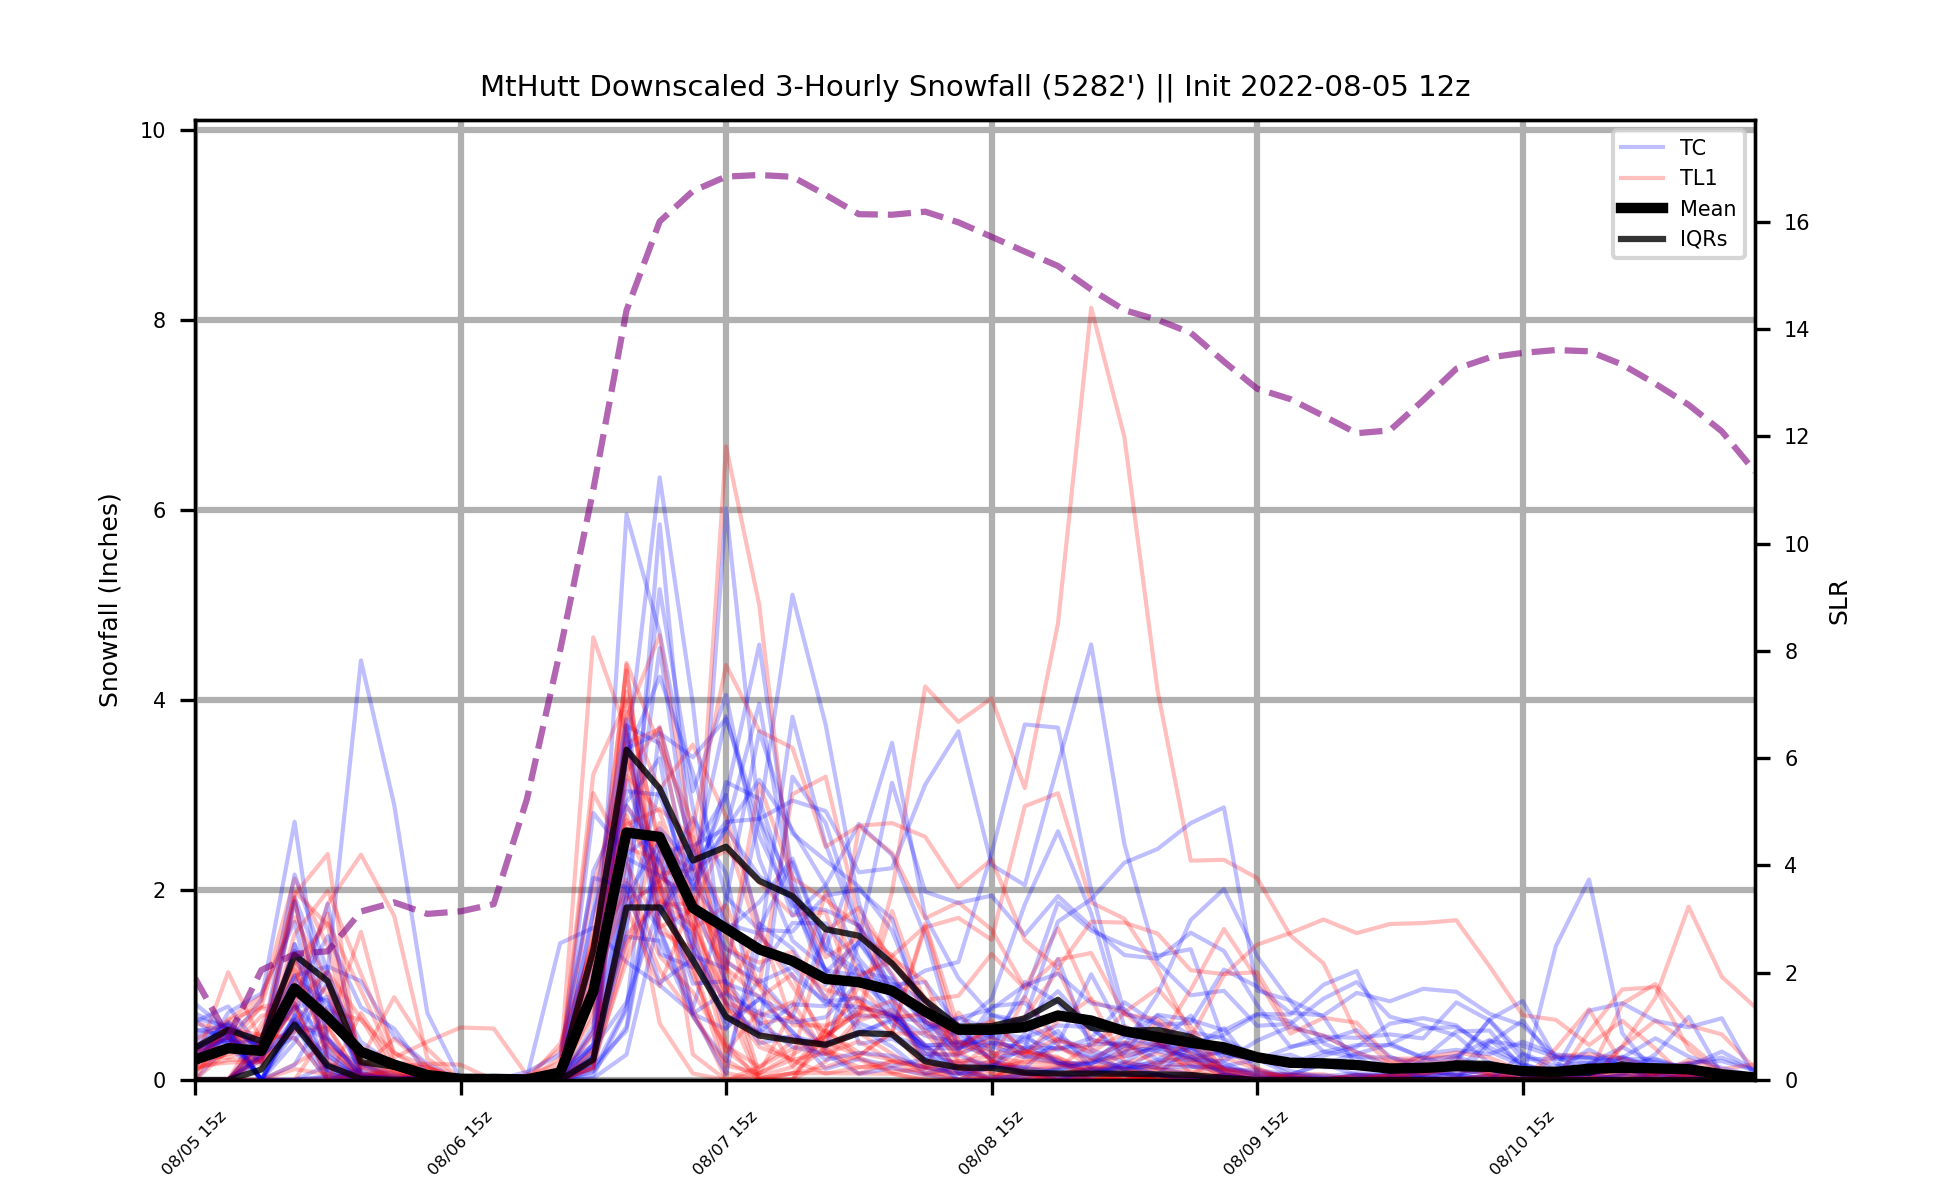 MtHutt Downscaled 3-Hourly Snowfall (5282') || Init 2022-08-05 12z
TC
TL1
Mean
IQRs
Snowfall (Inches)
10
8
6
4
2
0
SLR
16
14
12
10
8
6
4
2
0
08/05 15z
08/06 15z
08/07 15z
08/08 15z
08/09 15z
08/10 15z